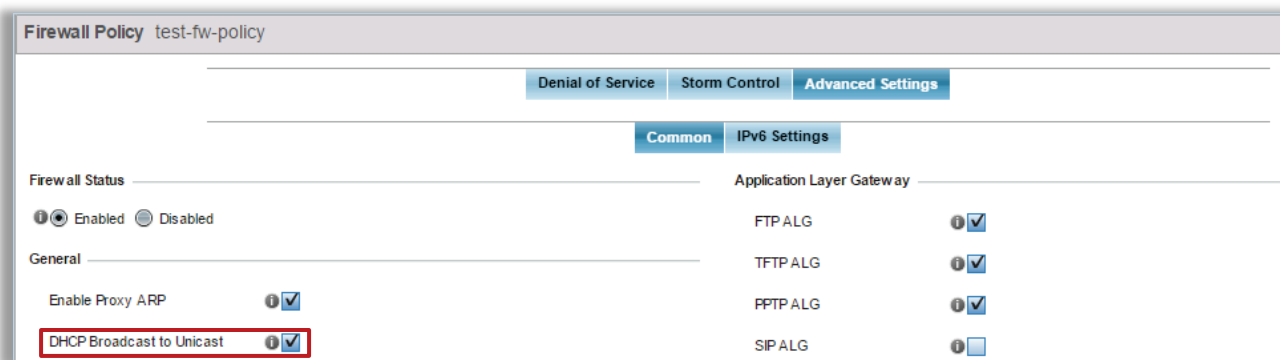 Firewall Policy test-fw-policy
Denial of Service Storm Control Advanced Settings
Common IPv6 Settings
Firewall Status
Enabled Disabled
General
Enable Proxy ARP
DHCP Broadcast to Unicast
Application Layer Gateway
FTP ALG
TFTP ALG
PPTP ALG
SIP ALG